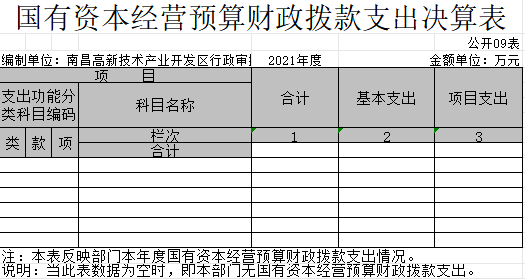 国有资本经营预算财政拨款支出决算表
公开09表
编制单位：南昌高新技术产业开发区行政审 2021年度 金额单位：万元
项 目 合计 基本支出 项目支出
支出功能分类科目编码 科目名称
类 款 项 栏次 1 2 3
合计
注：本表反映部门本年度国有资本经营预算财政拨款支出情况。
说明：当此表数据为空时，即本部门无国有资本经营预算财政拨款支出。